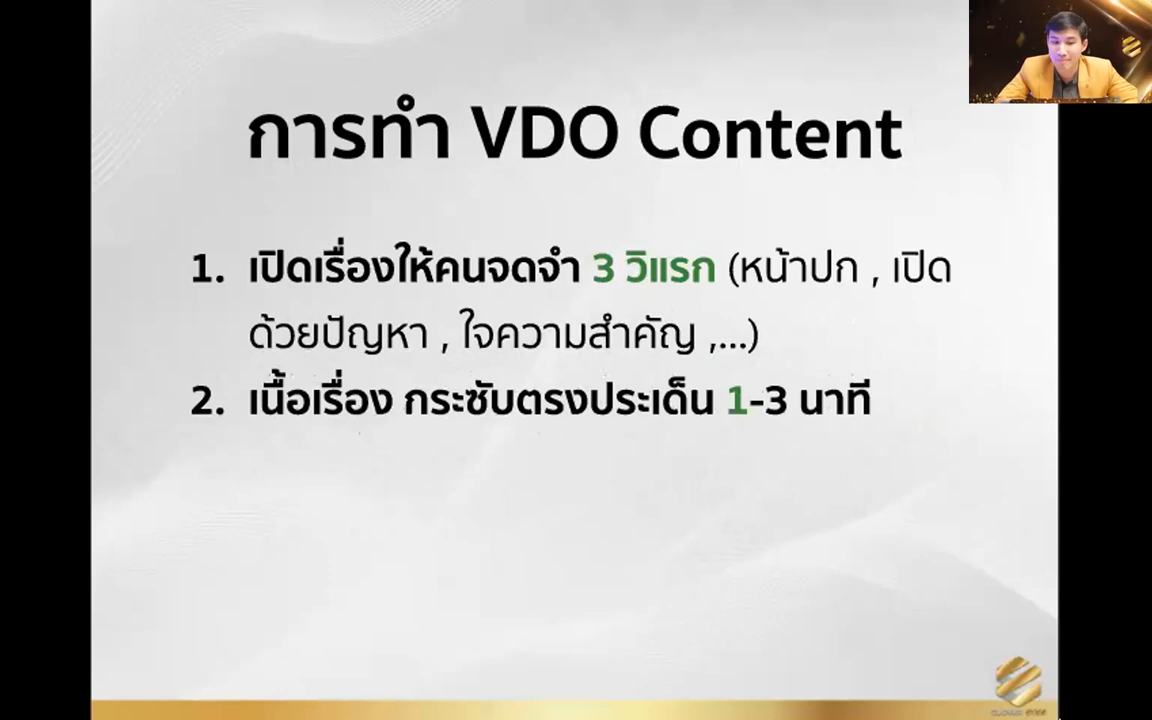 การทำ VDO Content
1. เปิดเรื่องให้คนจดจำ 3 วิแรก (หน้าปก , เปิด
ด้วยปัญหา , ใจความสำคัญ ,...)
2. เนื้อเรื่อง กระซับตรงประเด็น 1-3 นาที